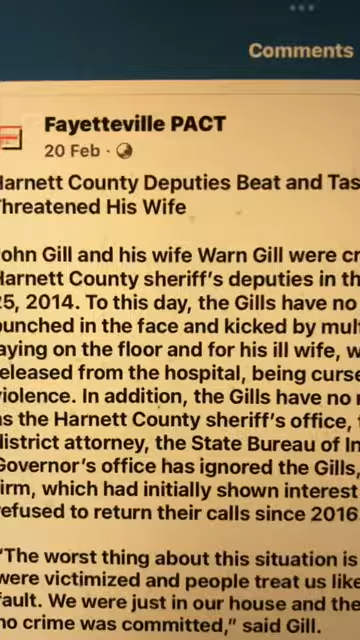 Comments
Fayetteville PACT
20 Feb ·
Harnett County Deputies Beat and Tas
Threatened His Wife
John Gill and his wife Warn Gill were cr
Harnett County sheriff's deputies in th
25, 2014. To this day, the Gills have no
punched in the face and kicked by mul
laying on the floor and for his ill wife, w
released from the hospital, being curse
violence. In addition, the Gills have no
as the Harnett County sheriff's office,
district attorney, the State Bureau of In
Governor's office has ignored the Gills,
firm, which had initially shown interest
refused to return their calls since 2016
"The worst thing about this situation is
were victimized and people treat us like
fault. We were just in our house and the
no crime was committed," said Gill.